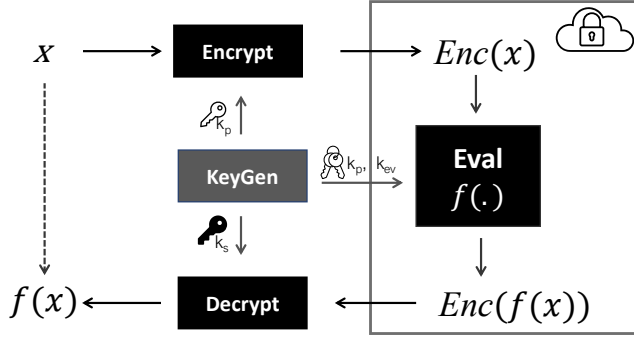 x
Encrypt
Enc(x)
k_p
KeyGen
k_p, k_ev
Eval
f(.)
k_s
f(x)
Decrypt
Enc(f(x))